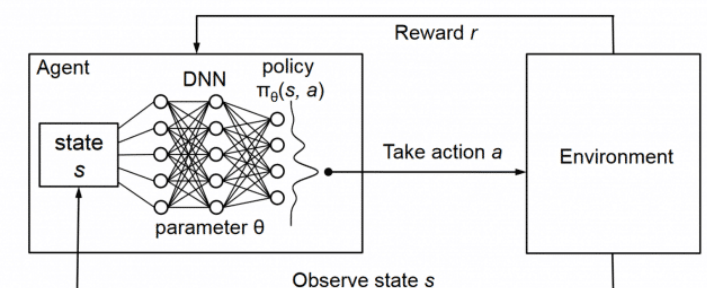 Reward r
Agent
DNN
policy
πθ(s, a)
state
s
Take action a
Environment
parameter θ
Observe state s